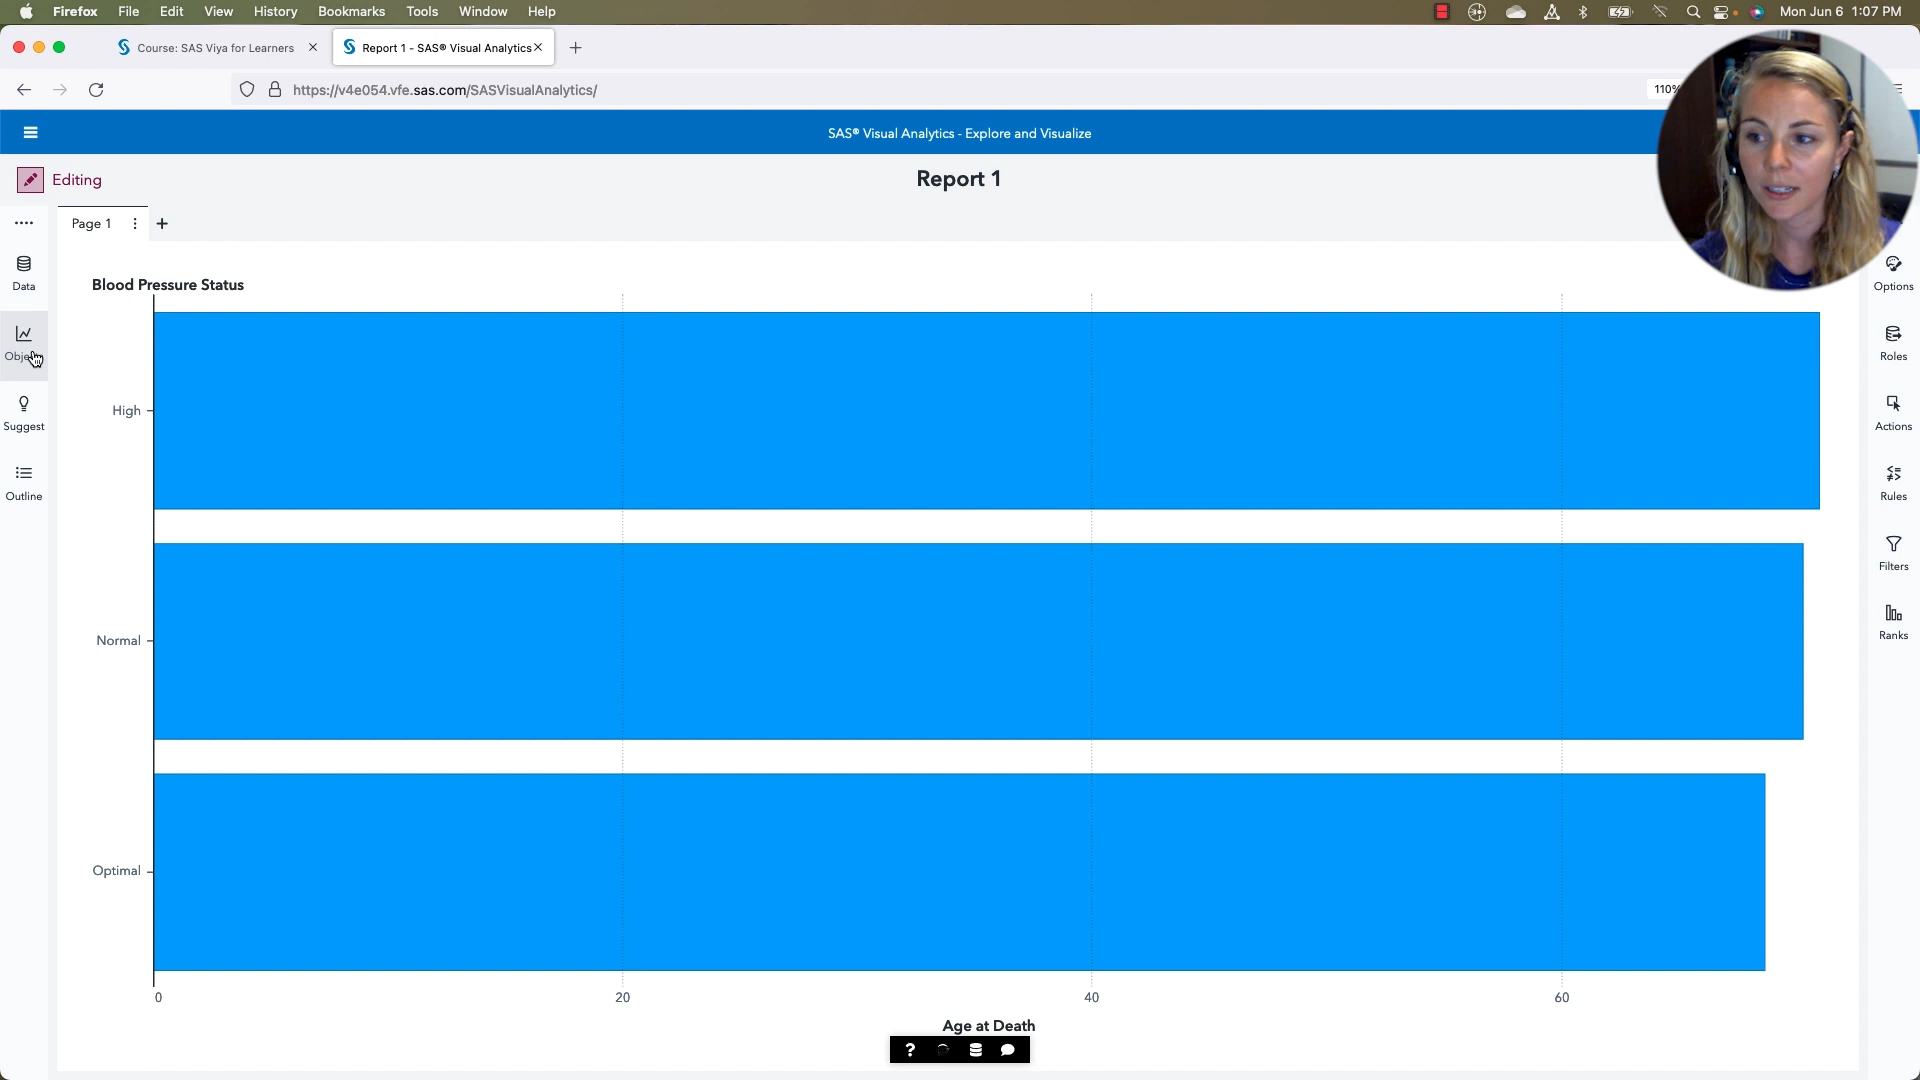 Firefox File Edit View History Bookmarks Tools Window Help Mon Jun 6 1:07 PM
Course: SAS Viya for Learners
Report 1 - SAS® Visual Analytics
https://v4e054.vfe.sas.com/SASVisualAnalytics/
110%
SAS® Visual Analytics - Explore and Visualize
Editing
Report 1
Page 1
Data
Suggest
Outline
Blood Pressure Status
High
Normal
Optimal
0 20 40 60
Age at Death
Options
Roles
Actions
Rules
Filters
Ranks